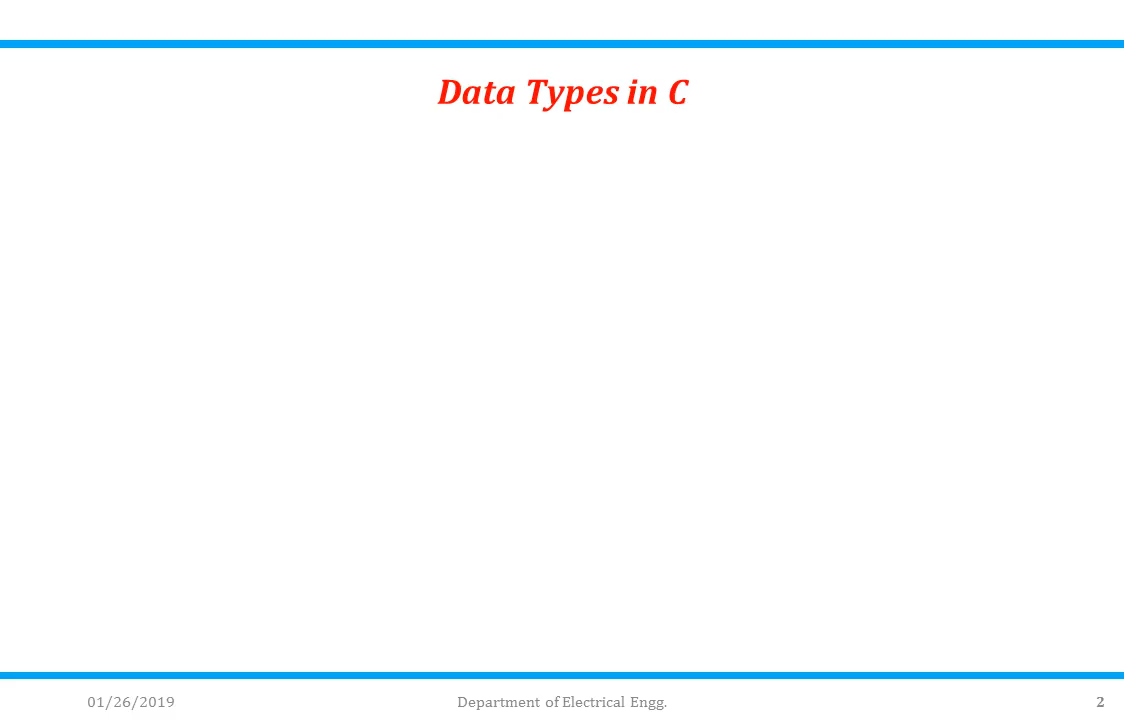 Data Types in C
01/26/2019
Department of Electrical Engg.
2